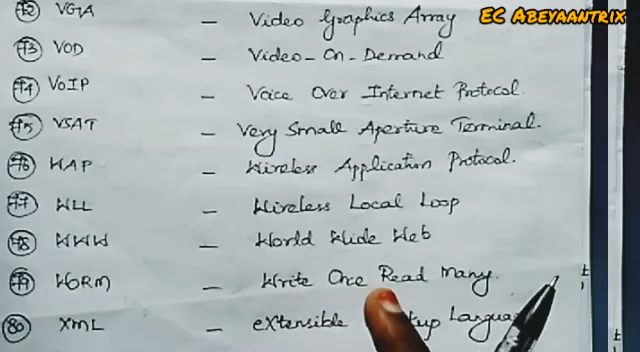 EC ABEYAANTRIX
72 VGA – Video Graphics Array
73 VOD – Video-On-Demand
74 VOIP – Voice Over Internet Protocol.
75 VSAT – Very Small Aperture Terminal.
76 WAP – Wireless Application Protocol.
77 WLL – Wireless Local Loop
78 WWW – World Wide Web
79 WORM – Write Once Read Many.
80 XML – eXtensible